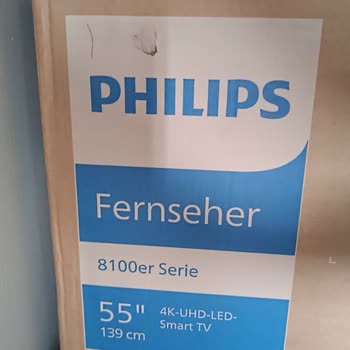 PHILIPS
Fernseher
8100er Serie
55"
139 cm
4K-UHD-LED-
Smart TV